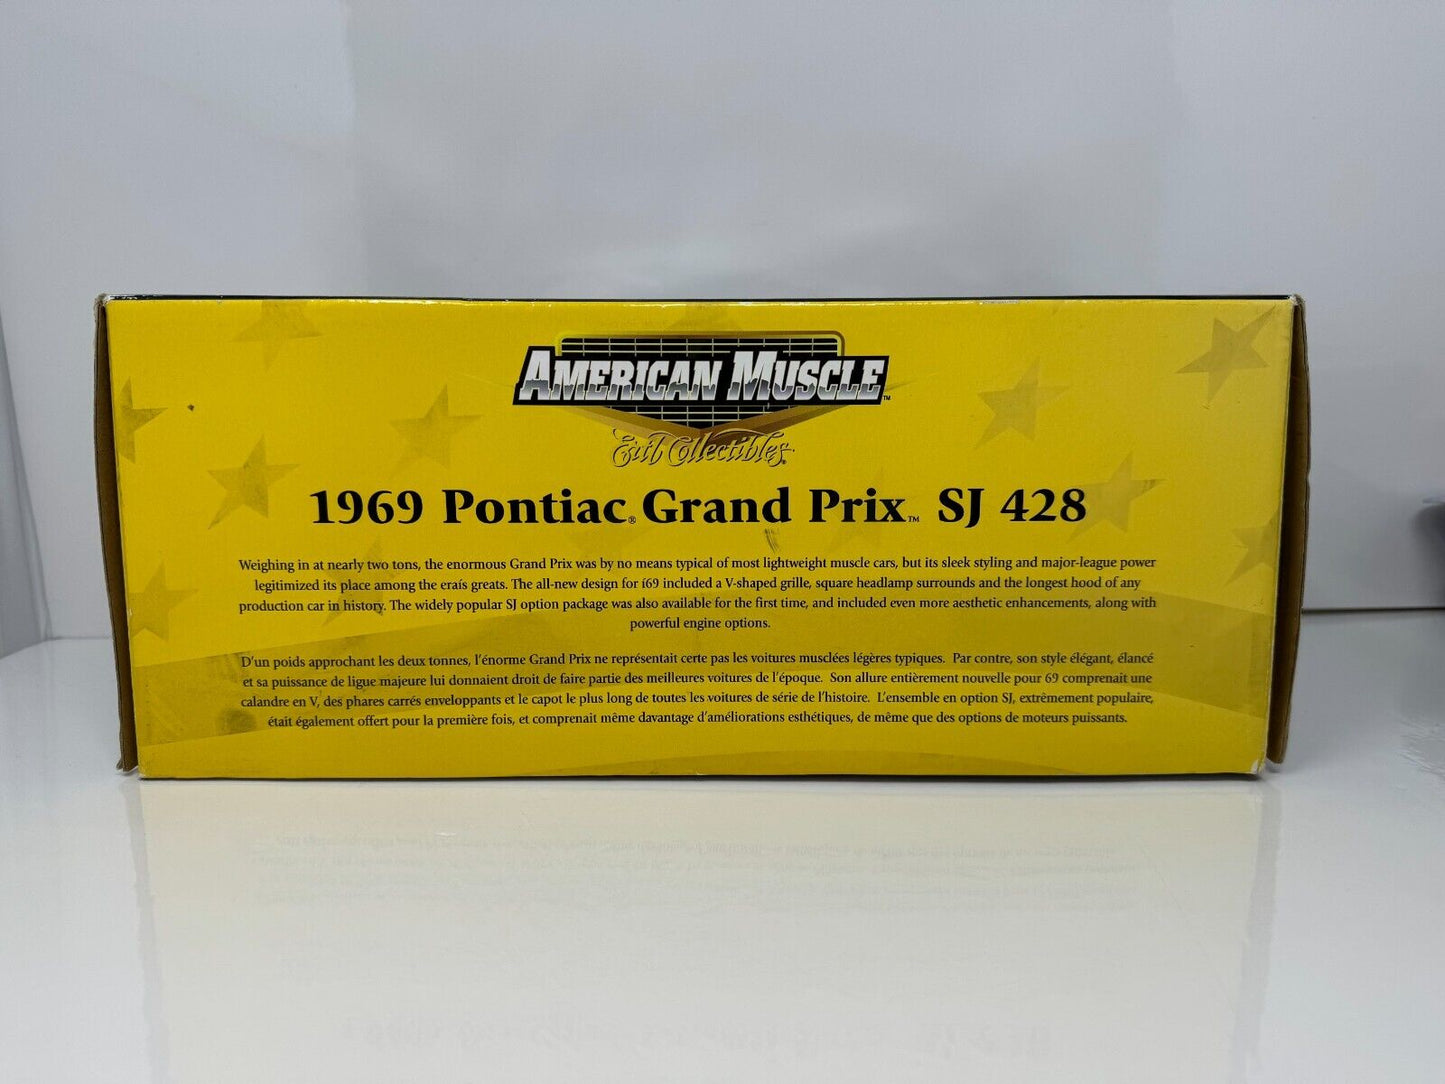 AMERICAN MUSCLE™
Ertl Collectibles®
1969 Pontiac® Grand Prix™ SJ 428
Weighing in at nearly two tons, the enormous Grand Prix was by no means typical of most lightweight muscle cars, but its sleek styling and major-league power
legitimized its place among the eraís greats. The all-new design for í69 included a V-shaped grille, square headlamp surrounds and the longest hood of any
production car in history. The widely popular SJ option package was also available for the first time, and included even more aesthetic enhancements, along with
powerful engine options.
D'un poids approchant les deux tonnes, l'énorme Grand Prix ne représentait certe pas les voitures musclées légères typiques. Par contre, son style élégant, élancé
et sa puissance de ligue majeure lui donnaient droit de faire partie des meilleures voitures de l'époque. Son allure entièrement nouvelle pour 69 comprenait une
calandre en V, des phares carrés enveloppants et le capot le plus long de toutes les voitures de série de l'histoire. L'ensemble en option SJ, extrêmement populaire,
était également offert pour la première fois, et comprenait même davantage d'améliorations esthétiques, de même que des options de moteurs puissants.